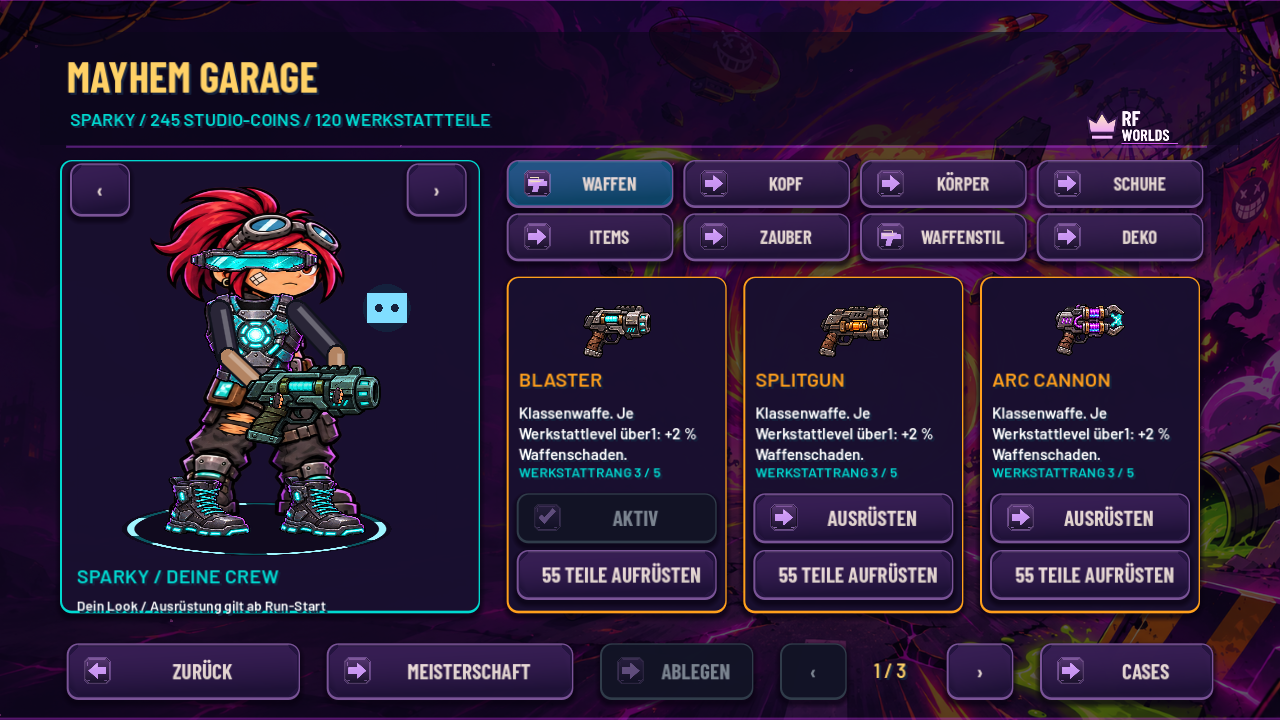 MAYHEM GARAGE
SPARKY / 245 STUDIO-COINS / 120 WERKSTATTTEILE
RF
WORLDS
‹
›
WAFFEN
KOPF
KÖRPER
SCHUHE
ITEMS
ZAUBER
WAFFENSTIL
DEKO
SPARKY / DEINE CREW
Dein Look / Ausrüstung gilt ab Run-Start
BLASTER
Klassenwaffe. Je
Werkstattlevel über1: +2 %
Waffenschaden.
WERKSTATTRANG 3 / 5
AKTIV
55 TEILE AUFRÜSTEN
SPLITGUN
Klassenwaffe. Je
Werkstattlevel über1: +2 %
Waffenschaden.
WERKSTATTRANG 3 / 5
AUSRÜSTEN
55 TEILE AUFRÜSTEN
ARC CANNON
Klassenwaffe. Je
Werkstattlevel über1: +2 %
Waffenschaden.
WERKSTATTRANG 3 / 5
AUSRÜSTEN
55 TEILE AUFRÜSTEN
ZURÜCK
MEISTERSCHAFT
ABLEGEN
‹
1 / 3
›
CASES